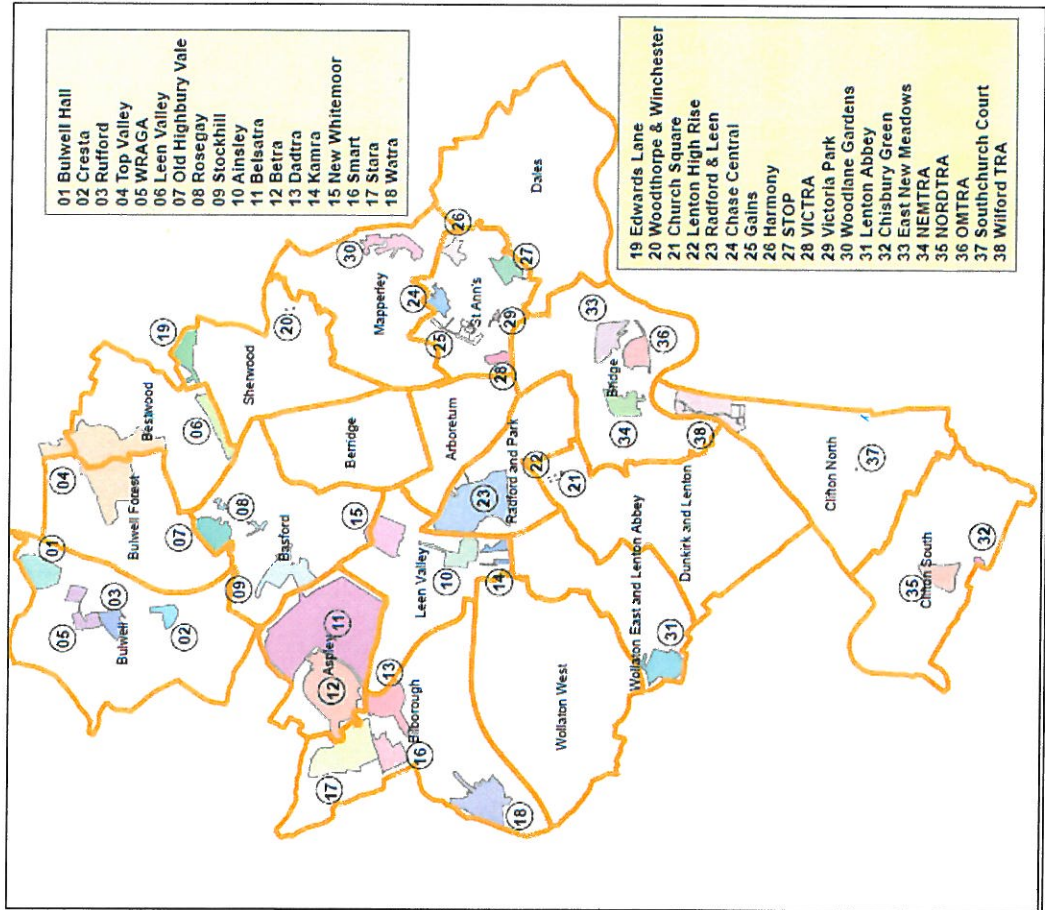 01 Bulwell Hall
02 Cresta
03 Rufford
04 Top Valley
05 WRAGA
06 Leen Valley
07 Old Highbury Vale
08 Rosegay
09 Stockhill
10 Ainsley
11 Belsatra
12 Betra
13 Dadtra
14 Kamra
15 New Whitemoor
16 Smart
17 Stara
18 Watra
19 Edwards Lane
20 Woodthorpe & Winchester
21 Church Square
22 Lenton High Rise
23 Radford & Leen
24 Chase Central
25 Gains
26 Harmony
27 STOP
28 VICTRA
29 Victoria Park
30 Woodlane Gardens
31 Lenton Abbey
32 Chisbury Green
33 East New Meadows
34 NEMTRA
35 NORDTRA
36 OMTRA
37 Southchurch Court
38 Wilford TRA
01
04
Bulwell Forest
Bestwood
19
05
03
Bulwell
02
07
06
Sherwood
20
09
08
Basford
Berridge
30
Mapperley
24
26
25
St Ann's
27
29
28
Dales
11
Aspley
12
17
13
Bilborough
16
18
15
Leen Valley
10
14
Arboretum
23
Radford and Park
22
21
33
Bridge
36
34
38
Wollaton West
Wollaton East and Lenton Abbey
31
Dunkirk and Lenton
Clifton North
37
35
Clifton South
32